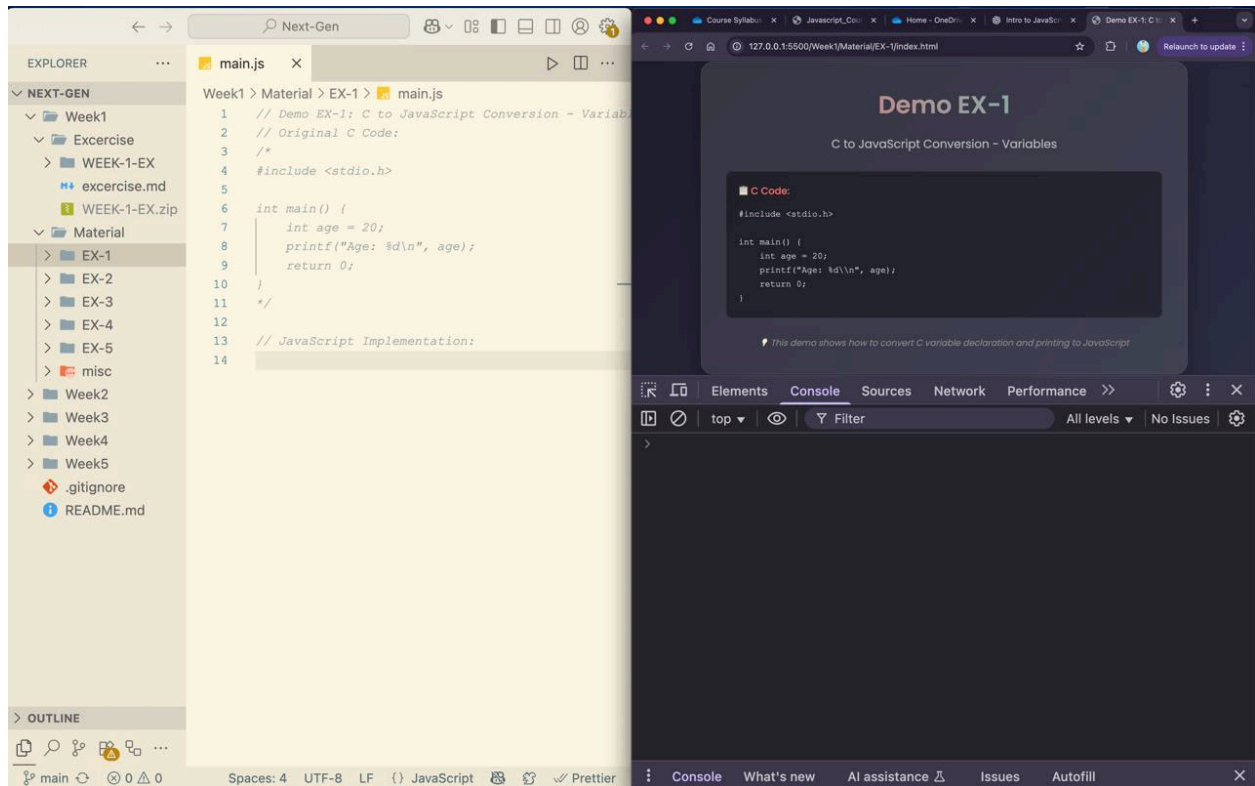 Next-Gen
1
EXPLORER
NEXT-GEN
Week1
Excercise
WEEK-1-EX
excercise.md
WEEK-1-EX.zip
Material
EX-1
EX-2
EX-3
EX-4
EX-5
misc
Week2
Week3
Week4
Week5
.gitignore
README.md
OUTLINE
main 0 0
main.js
Week1 > Material > EX-1 > main.js
1 // Demo EX-1: C to JavaScript Conversion -
2 // Original C Code:
3 /*
4 #include <stdio.h>
5
6 int main() {
7 int age = 20;
8 printf("Age: %d\n", age);
9 return 0;
10 }
11 */
12
13 // JavaScript Implementation:
14
Spaces: 4 UTF-8 LF {} JavaScript Prettier
Course Syllabus Home - OneDri Intro to JavaScri Demo EX-1: C to
127.0.0.1:5500/Week1/Material/EX-1/index.html Relaunch to update
Demo EX-1
C to JavaScript Conversion - Variables
C Code:
#include <stdio.h>
int main() {
int age = 20;
printf("Age: %d\\n", age);
return 0;
}
This demo shows how to convert C variable declaration and printing to JavaScript
Elements Console Sources Network Performance
top Filter All levels No Issues
Console What's new AI assistance Issues Autofill